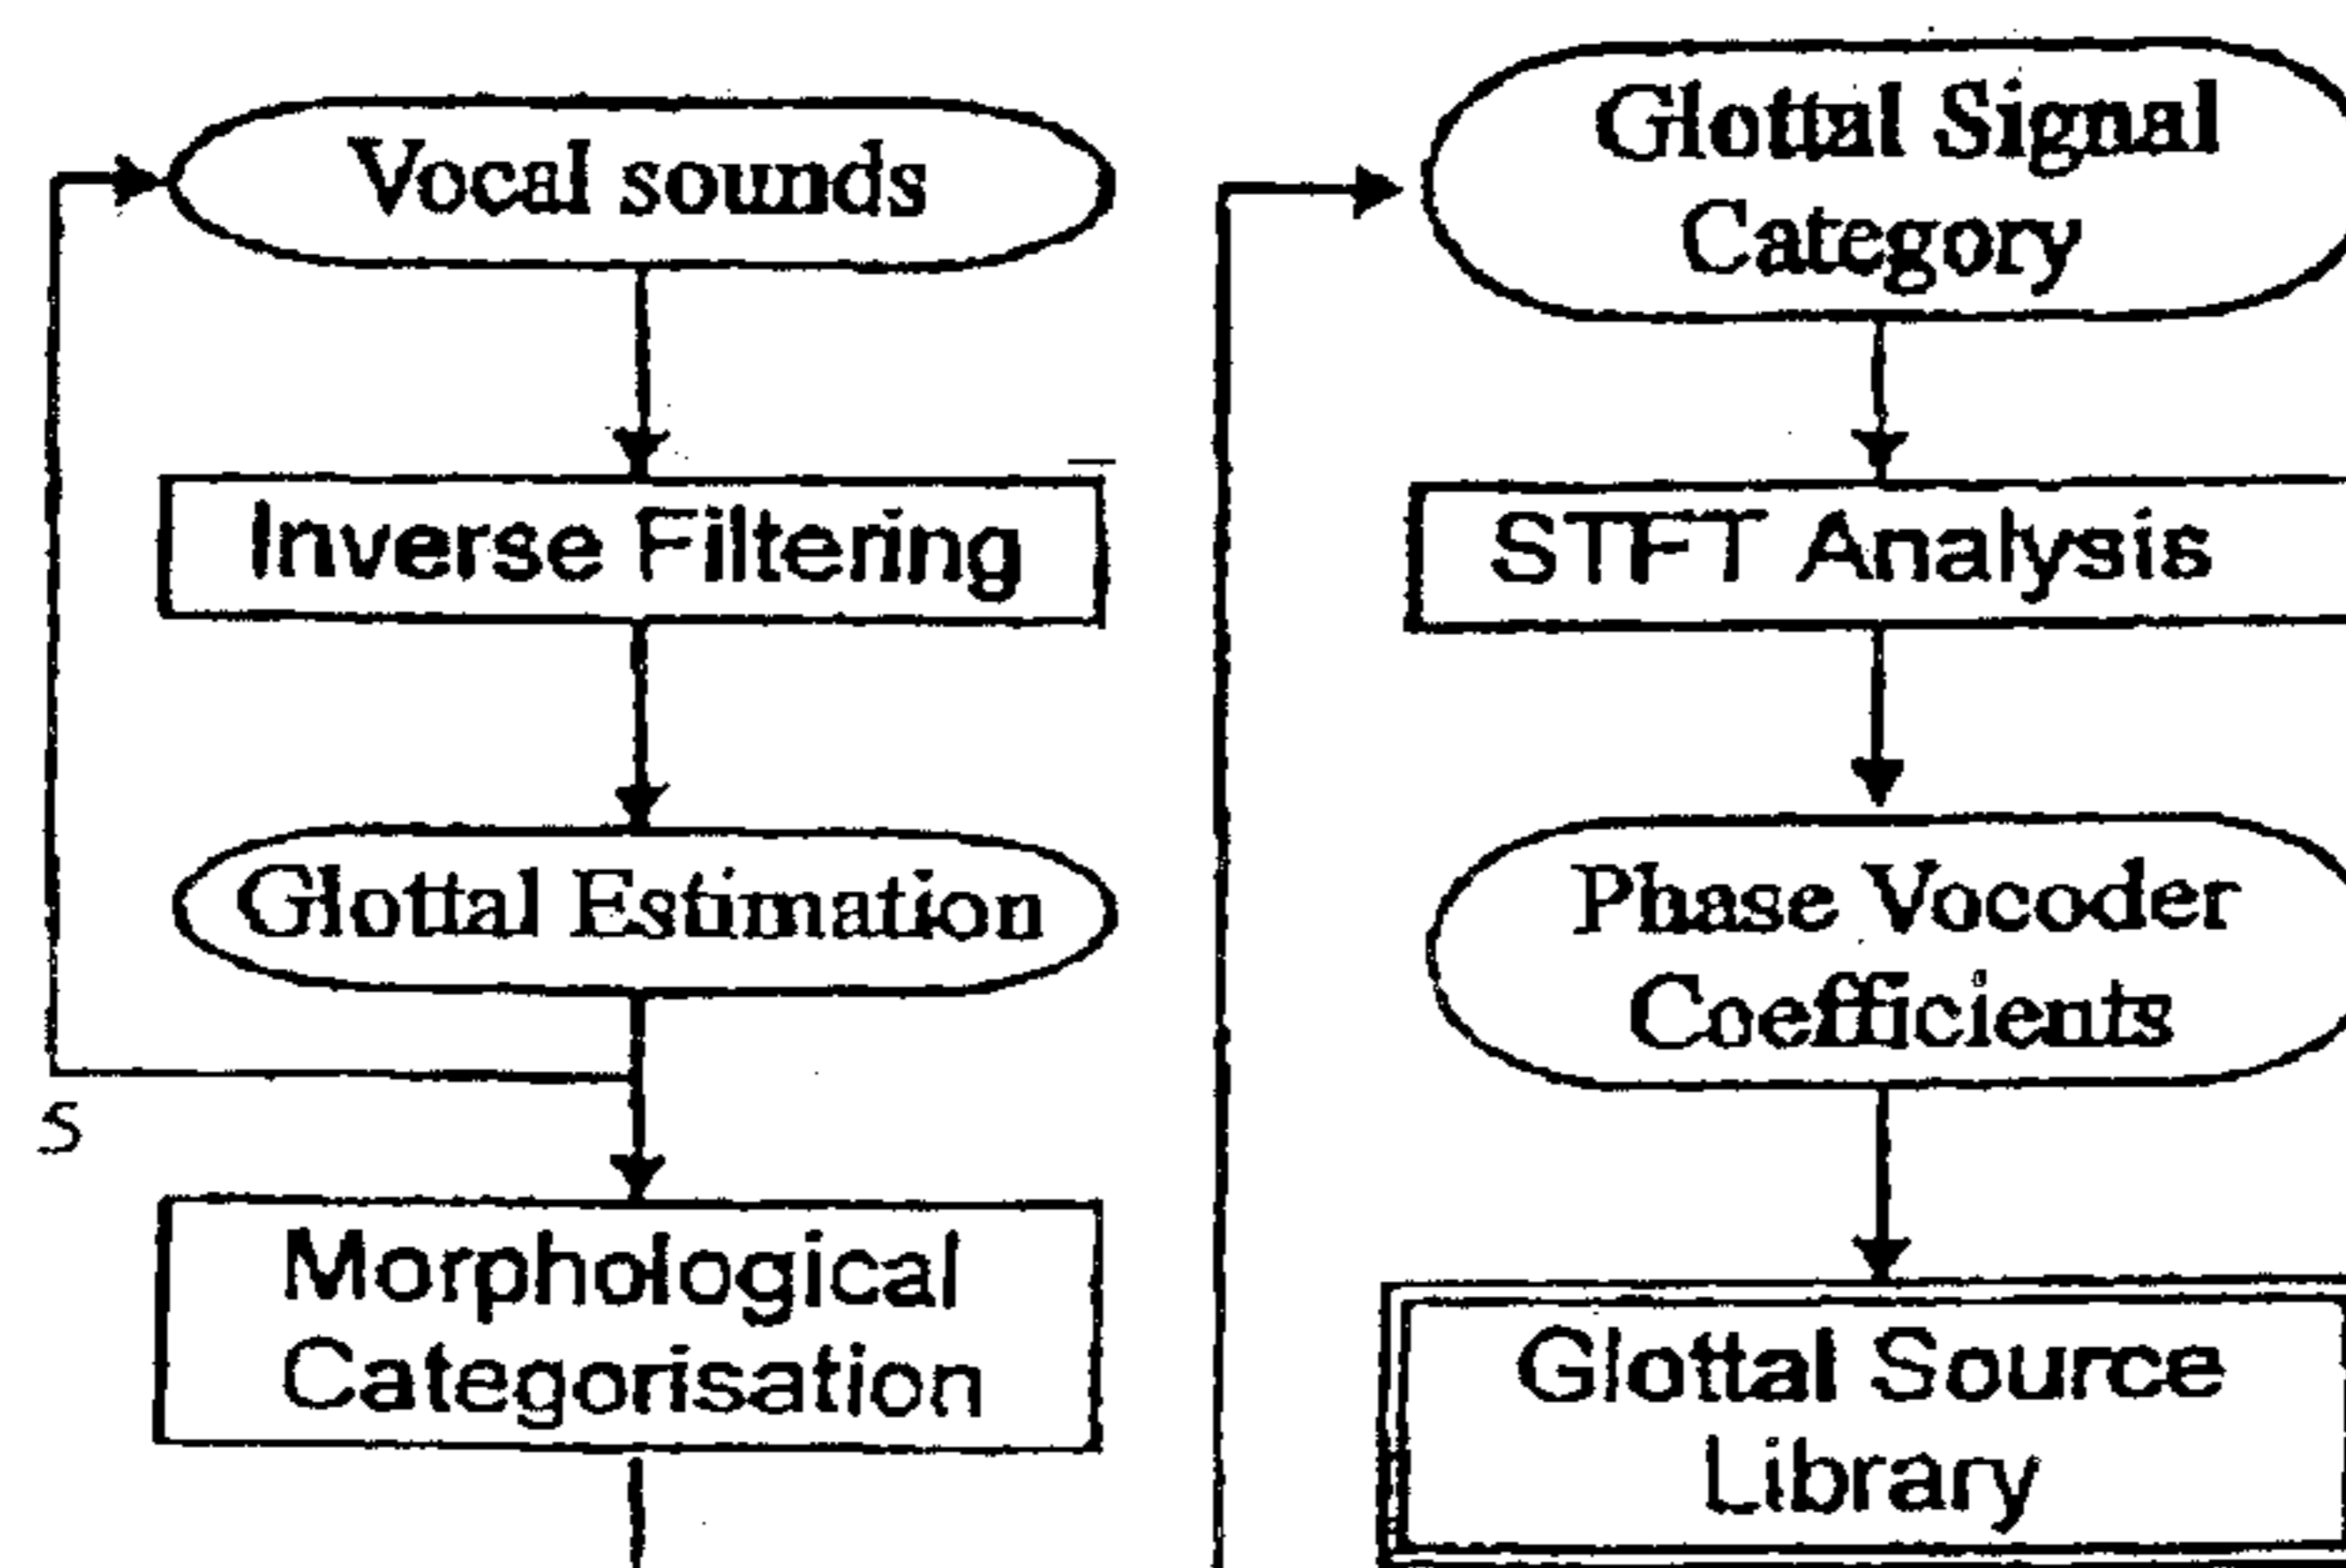 Vocal sounds
Inverse Filtering
Glottal Estimation
S
Morphological
Categorisation
Glottal Signal
Category
STFT Analysis
Phase Vocoder
Coefficients
Glottal Source
Library